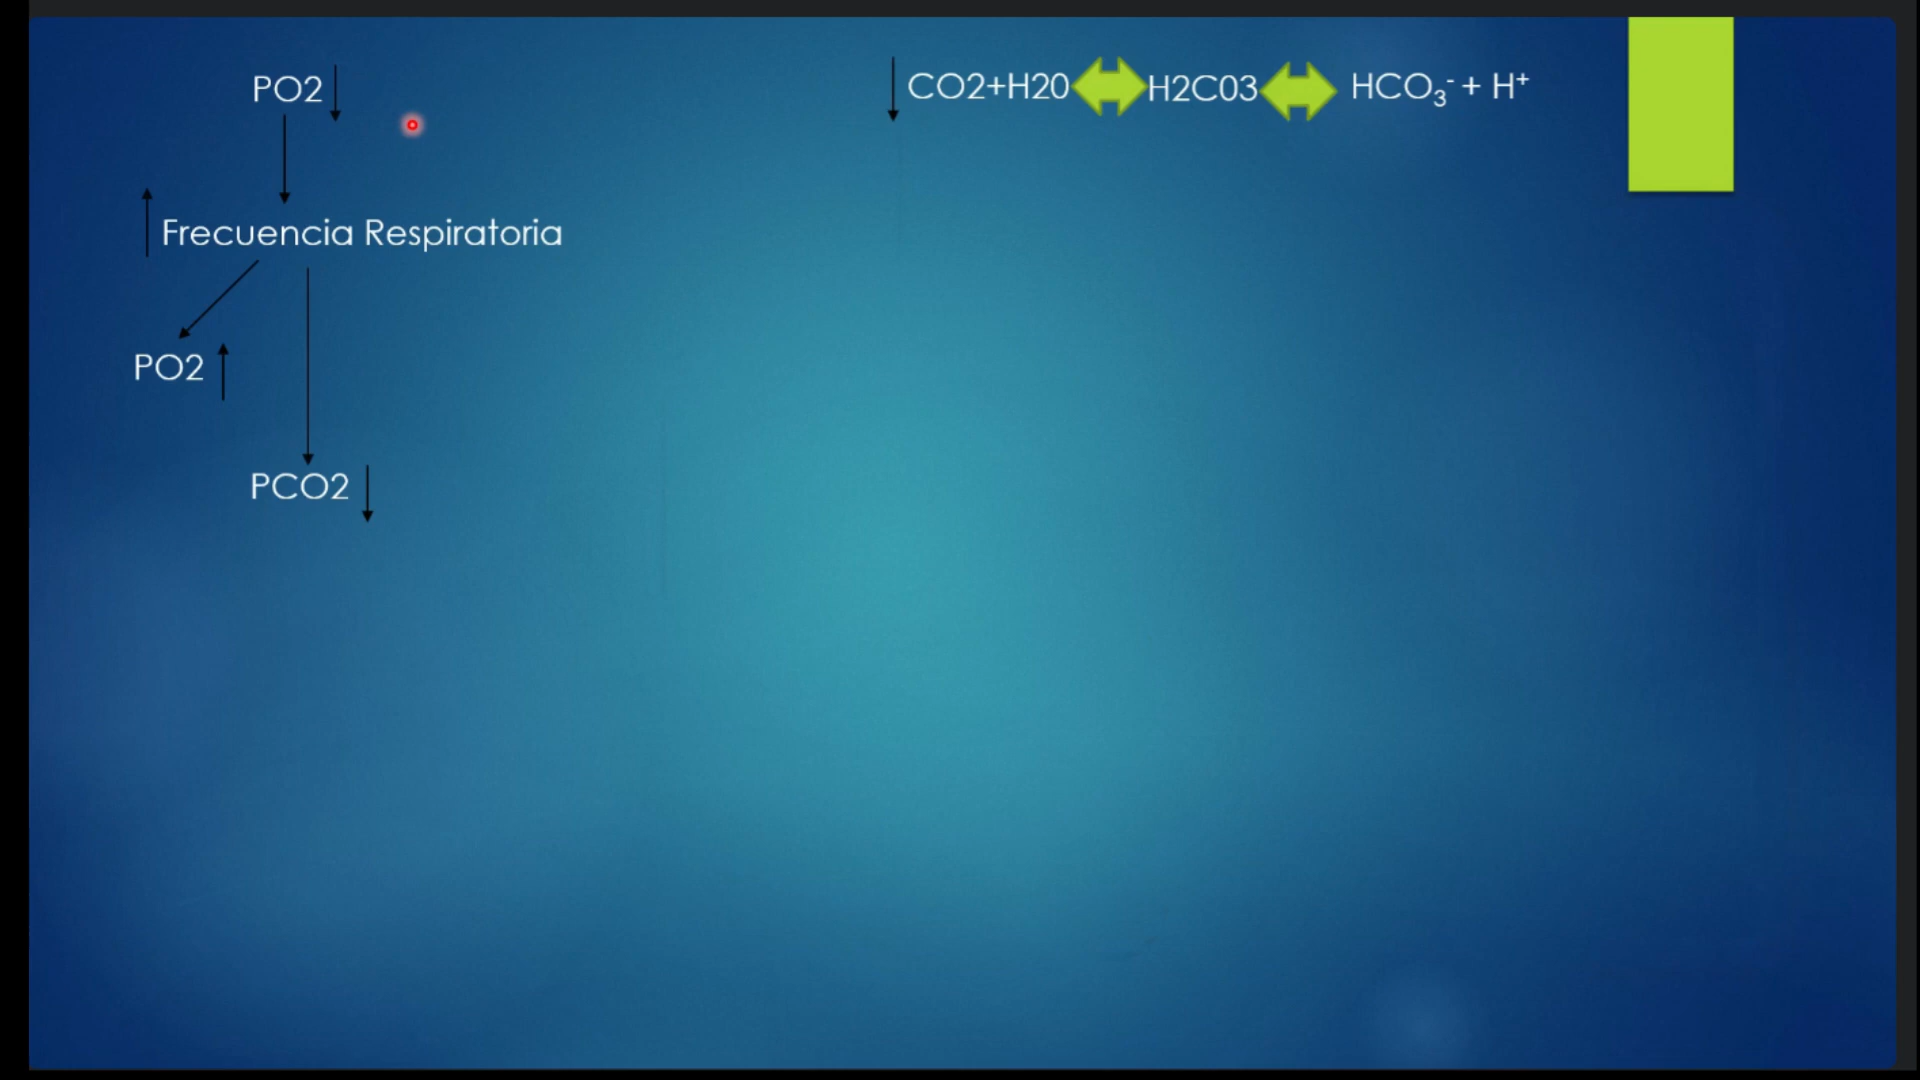 PO2
Frecuencia Respiratoria
PO2
PCO2
CO2+H20 H2C03 HCO₃⁻ + H⁺